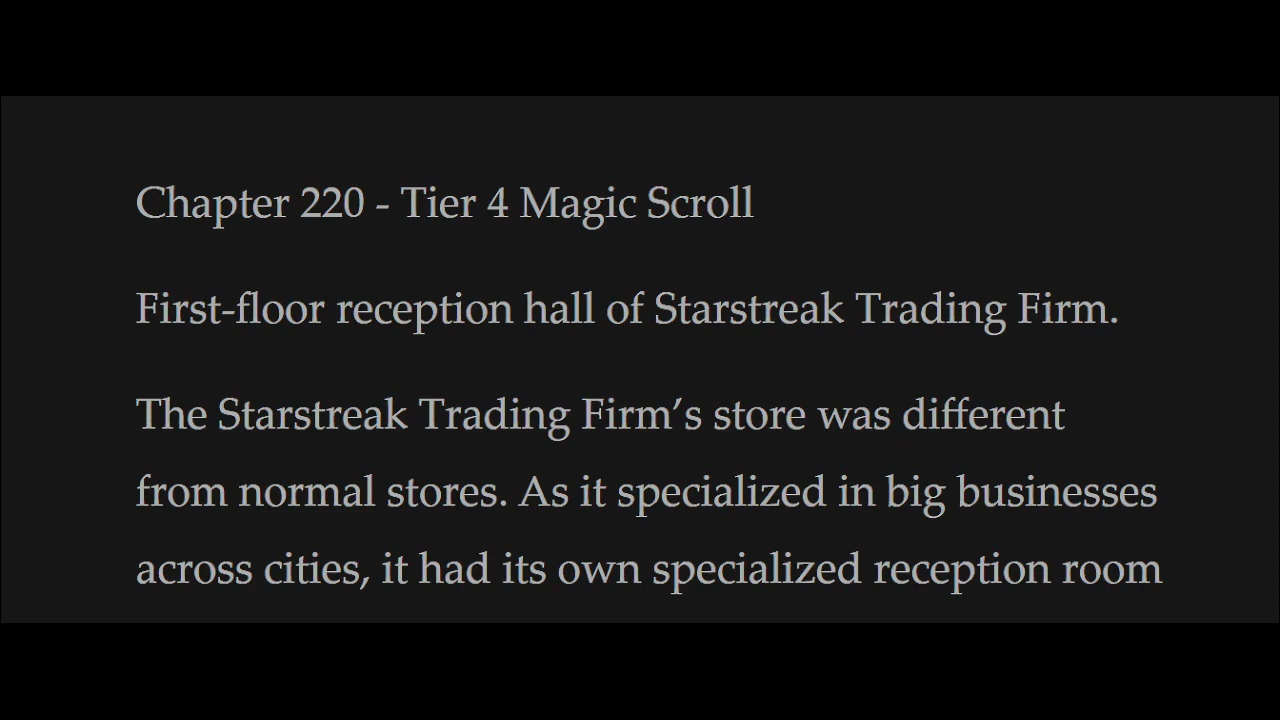 Chapter 220 - Tier 4 Magic Scroll
First-floor reception hall of Starstreak Trading Firm.
The Starstreak Trading Firm’s store was different
from normal stores. As it specialized in big businesses
across cities, it had its own specialized reception room